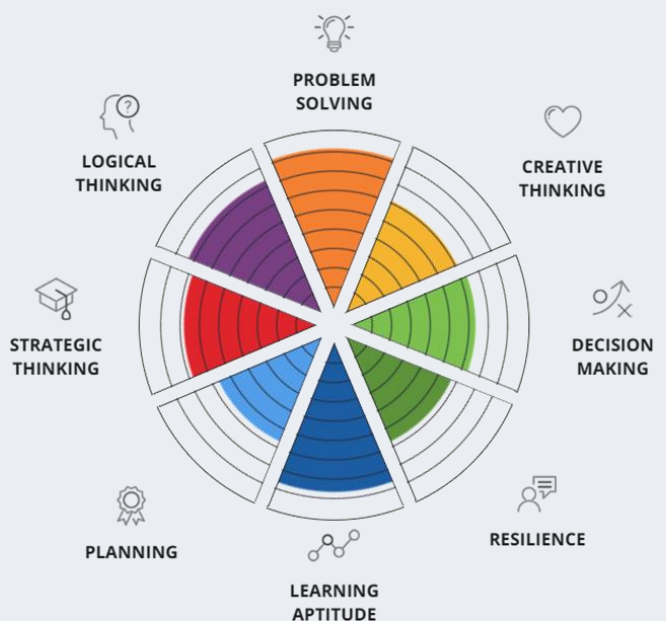 PROBLEM
SOLVING
CREATIVE
THINKING
DECISION
MAKING
RESILIENCE
LEARNING
APTITUDE
PLANNING
STRATEGIC
THINKING
LOGICAL
THINKING
?